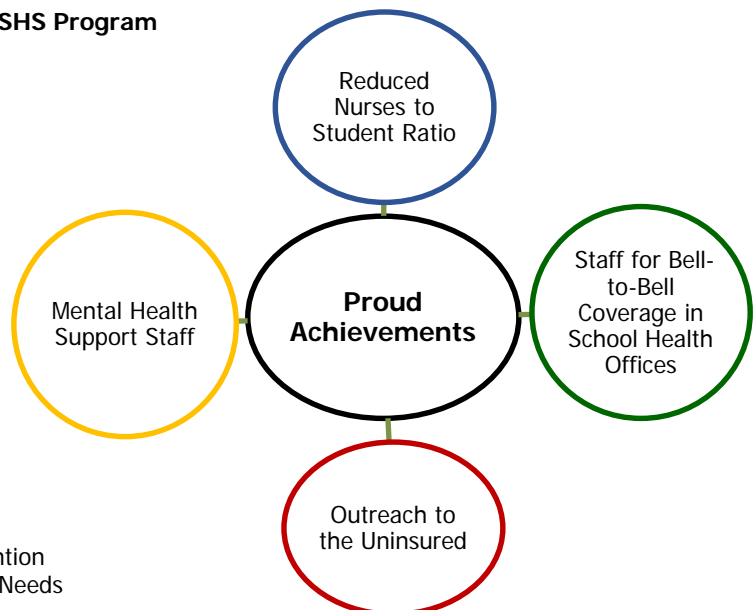 SHS Program
Reduced
Nurses to
Student Ratio
Mental Health
Support Staff
Proud
Achievements
Staff for Bell-
to-Bell
Coverage in
School Health
Offices
Outreach to
the Uninsured
ntion
Needs